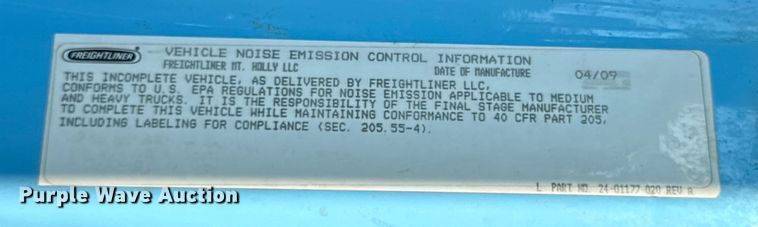 FREIGHTLINER
VEHICLE NOISE EMISSION CONTROL INFORMATION
FREIGHTLINER MT. HOLLY LLC DATE OF MANUFACTURE 04/09
THIS INCOMPLETE VEHICLE, AS DELIVERED BY FREIGHTLINER LLC,
CONFORMS TO U.S. EPA REGULATIONS FOR NOISE EMISSION APPLICABLE TO MEDIUM
AND HEAVY TRUCKS. IT IS THE RESPONSIBILITY OF THE FINAL STAGE MANUFACTURER
TO COMPLETE THIS VEHICLE WHILE MAINTAINING CONFORMANCE TO 40 CFR PART 205,
INCLUDING LABELING FOR COMPLIANCE (SEC. 205.55-4).
L PART NO. 24-01177-020 REV A
Purple Wave Auction